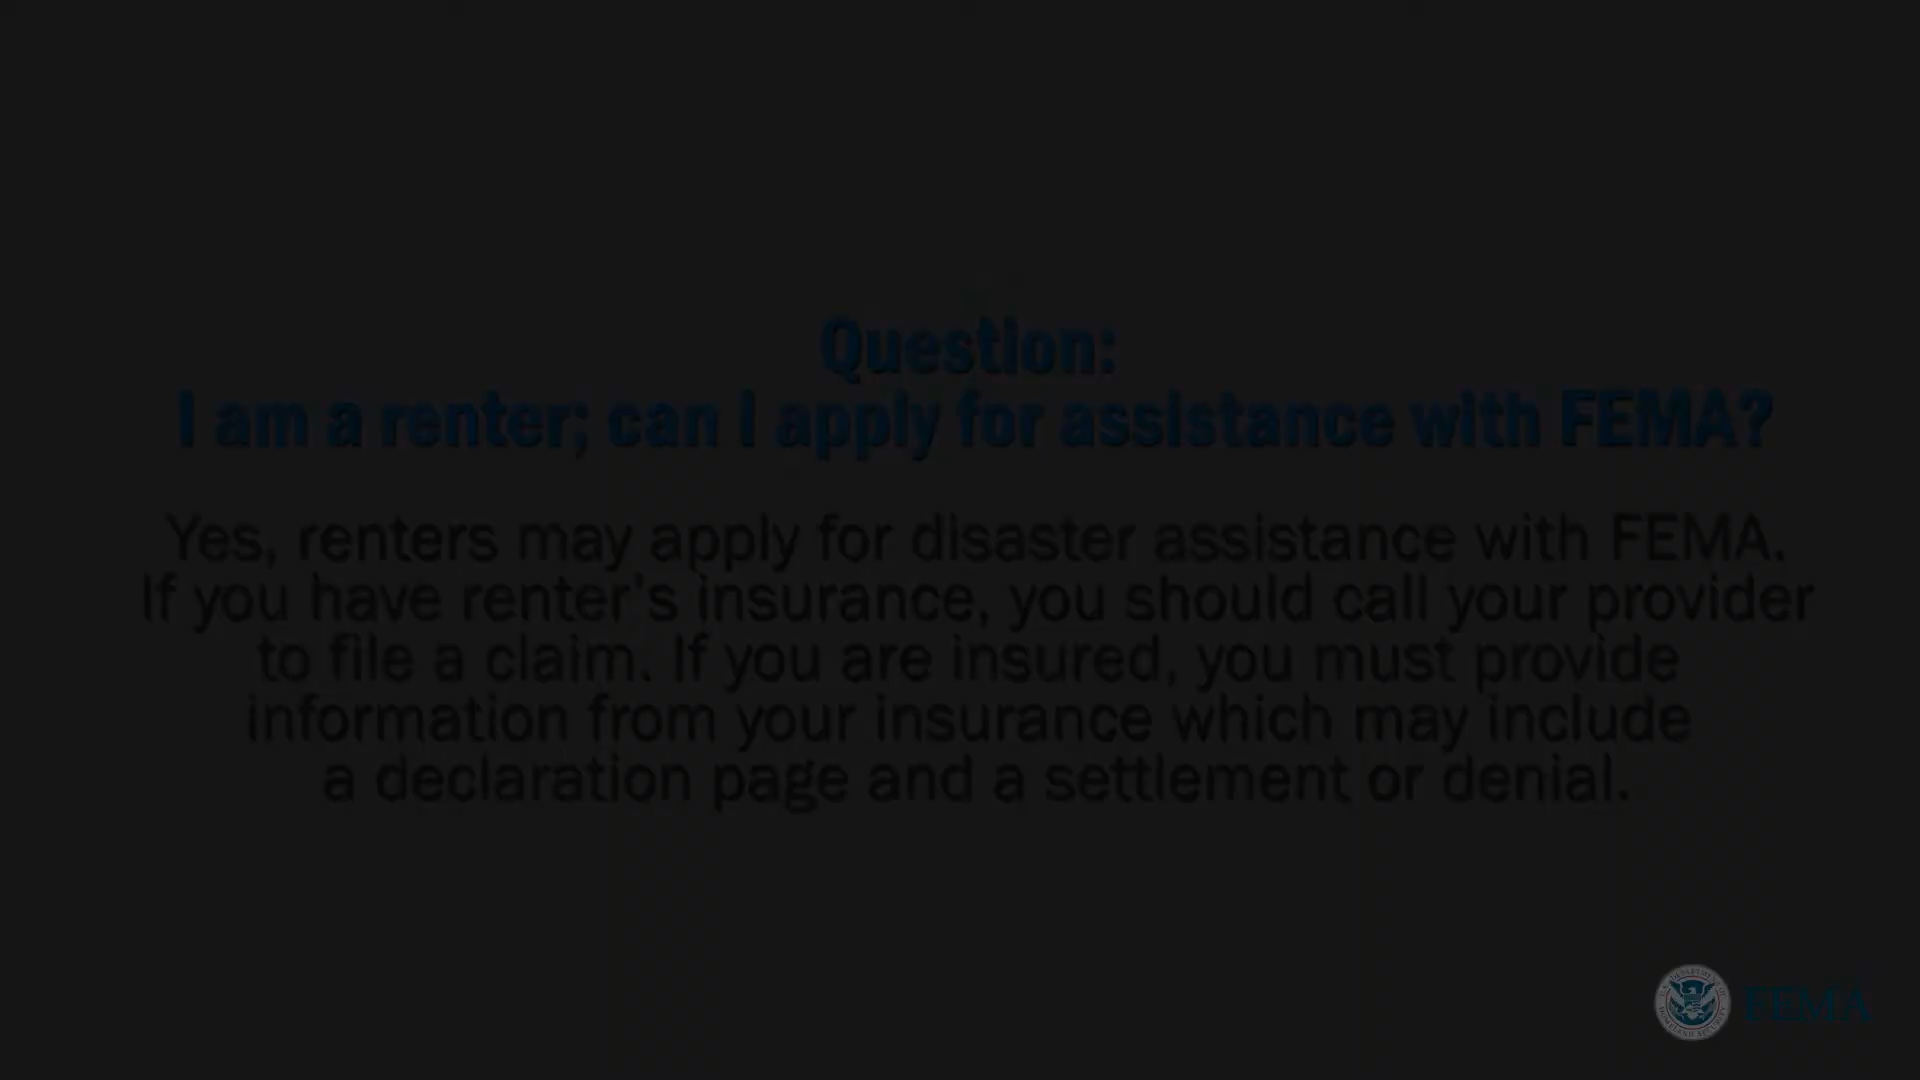 Question:
I am a renter; can I apply for assistance with FEMA?
Yes, renters may apply for disaster assistance with FEMA.
If you have renter's insurance, you should call your provider
to file a claim. If you are insured, you must provide
information from your insurance which may include
a declaration page and a settlement or denial.
FEMA